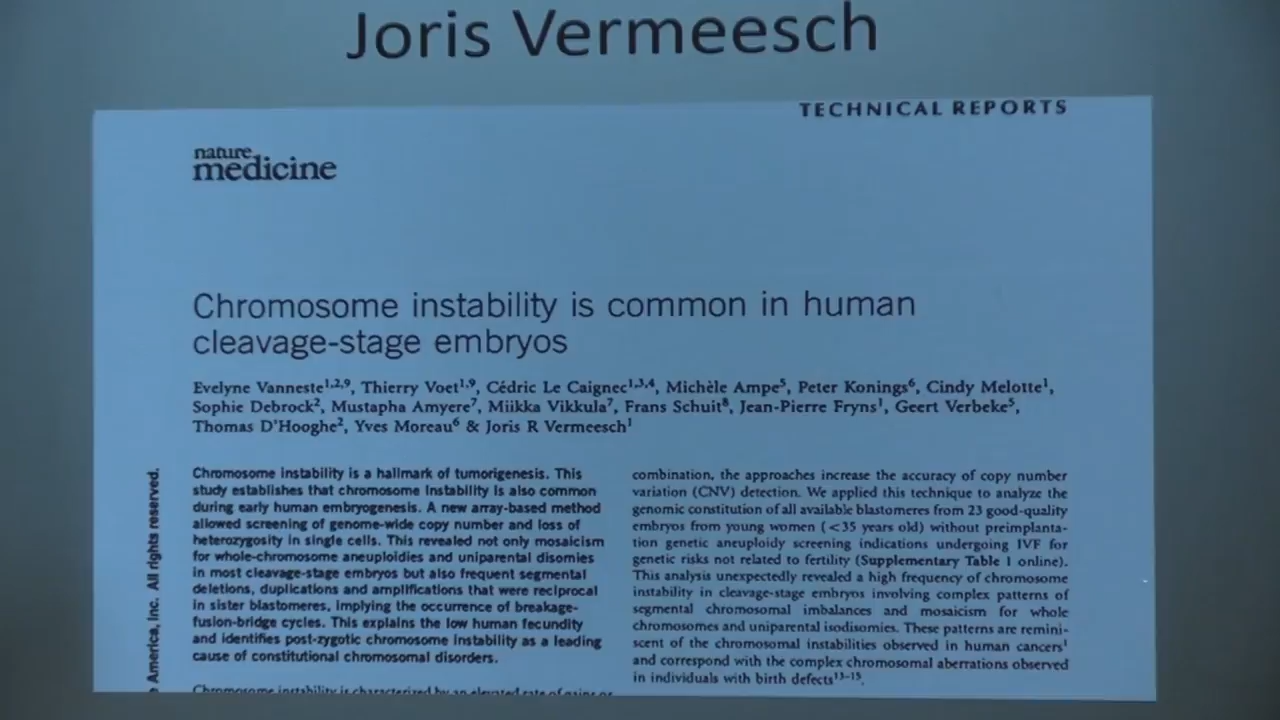 Joris Vermeesch
TECHNICAL REPORTS
nature
medicine
Chromosome instability is common in human
cleavage-stage embryos
Evelyne Vanneste1,2,9, Thierry Voet1,9, Cédric Le Caignec1,3,4, Michèle Ampe5, Peter Konings6, Cindy Melotte1,
Sophie Debrock2, Mustapha Amyere7, Miikka Vikkula7, Frans Schuit8, Jean-Pierre Fryns1, Geert Verbeke5,
Thomas D'Hooghe2, Yves Moreau6 & Joris R Vermeesch1
Chromosome instability is a hallmark of tumorigenesis. This
study establishes that chromosome instability is also common
during early human embryogenesis. A new array-based method
allowed screening of genome-wide copy number and loss of
heterozygosity in single cells. This revealed not only mosaicism
for whole-chromosome aneuploidies and uniparental disomies
in most cleavage-stage embryos but also frequent segmental
deletions, duplications and amplifications that were reciprocal
in sister blastomeres, implying the occurrence of breakage-
fusion-bridge cycles. This explains the low human fecundity
and identifies post-zygotic chromosome instability as a leading
cause of constitutional chromosomal disorders.
Chromosome instability is characterized by an elevated rate of gains or
combination, the approaches increase the accuracy of copy number
variation (CNV) detection. We applied this technique to analyze the
genomic constitution of all available blastomeres from 23 good-quality
embryos from young women (<35 years old) without preimplanta-
tion genetic aneuploidy screening indications undergoing IVF for
genetic risks not related to fertility (Supplementary Table 1 online).
This analysis unexpectedly revealed a high frequency of chromosome
instability in cleavage-stage embryos involving complex patterns of
segmental chromosomal imbalances and mosaicism for whole
chromosomes and uniparental isodisomies. These patterns are remini-
scent of the chromosomal instabilities observed in human cancers1
and correspond with the complex chromosomal aberrations observed
in individuals with birth defects13–15.
America, Inc. All rights reserved.